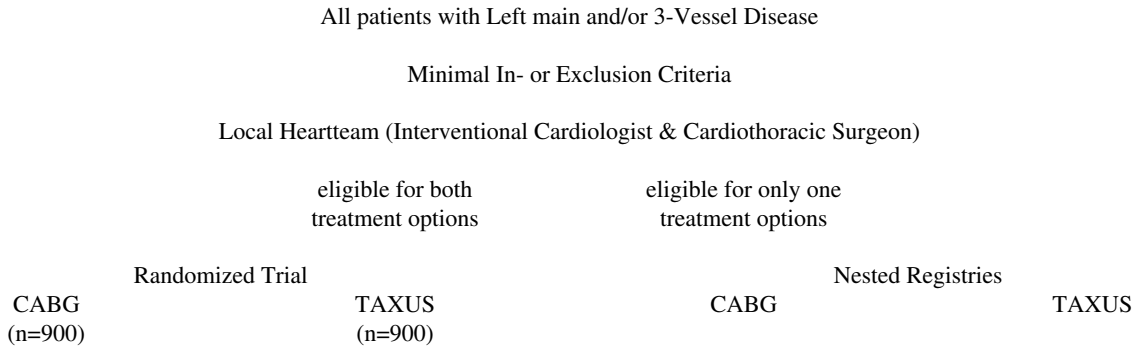 All patients with Left main and/or 3-Vessel Disease
Minimal In- or Exclusion Criteria
Local Heartteam (Interventional Cardiologist & Cardiothoracic Surgeon)
eligible for both eligible for only one
treatment options treatment options
Randomized Trial Nested Registries
CABG TAXUS CABG TAXUS
(n=900) (n=900)